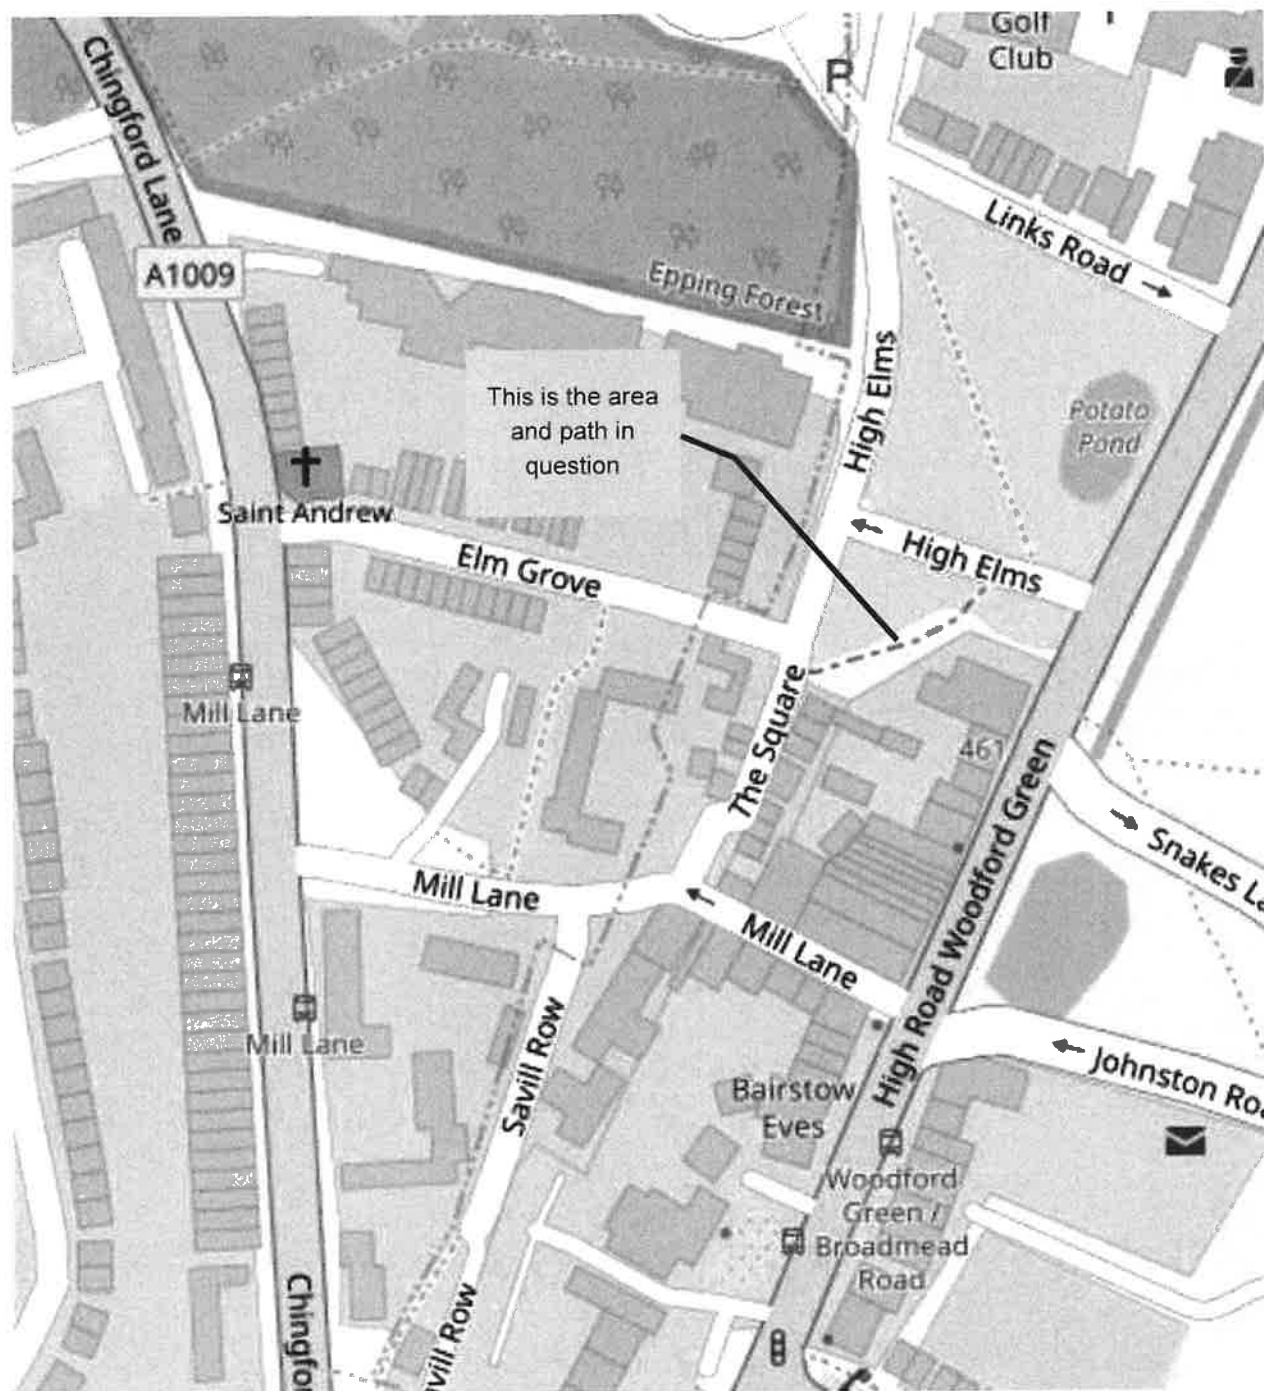 Golf
Club
Chingford Lane
Links Road
A1009
Epping Forest
High Elms
This is the area
and path in
question
Potato
Pond
Saint Andrew
High Elms
Elm Grove
Mill Lane
The Square
461
High Road Woodford Green
Snakes La
Mill Lane
Mill Lane
Mill Lane
Savill Row
Johnston Roa
Bairstow
Eves
Woodford
Green /
Broadmead
Road
Chingfo
vill Row